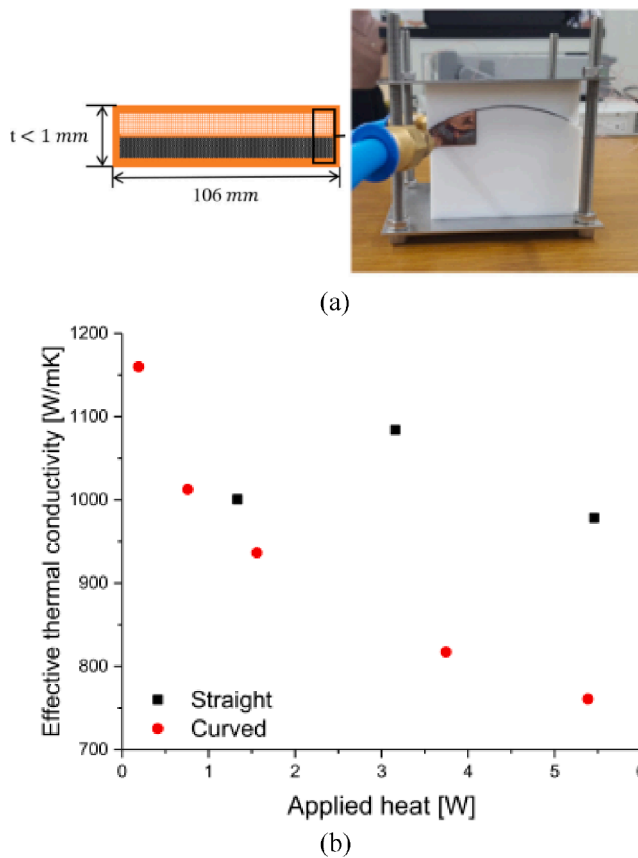 t < 1 mm
106 mm
(a)
Effective thermal conductivity [W/mK]
1200
1100
1000
900
800
700
Straight
Curved
0 1 2 3 4 5 6
Applied heat [W]
(b)